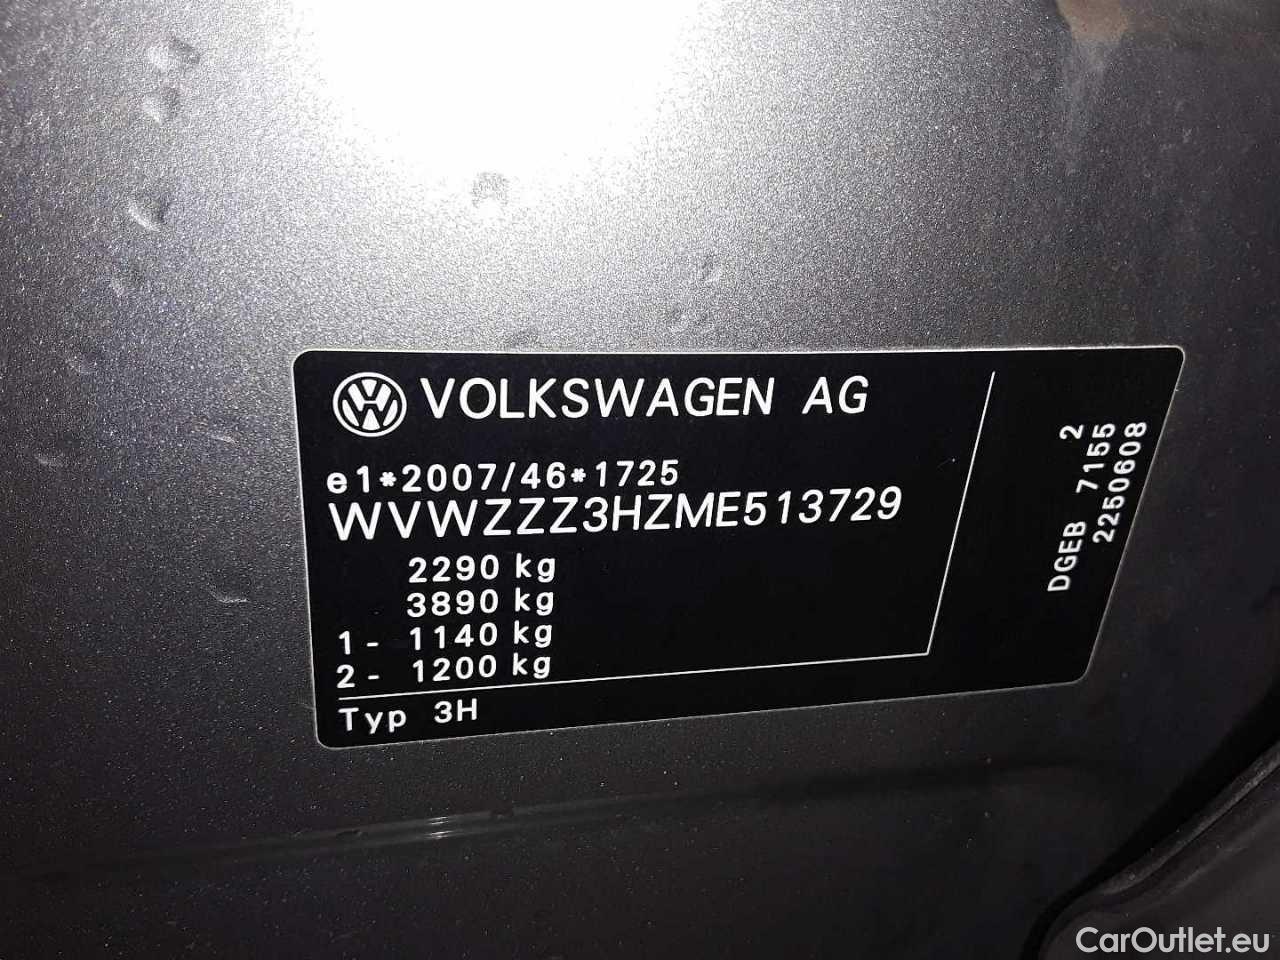 VOLKSWAGEN AG
e1*2007/46*1725
WVWZZZ3HZME513729
2290 kg
3890 kg
1 - 1140 kg
2 - 1200 kg
Typ 3H
2
DGEB 7155
2250608
CarOutlet.eu